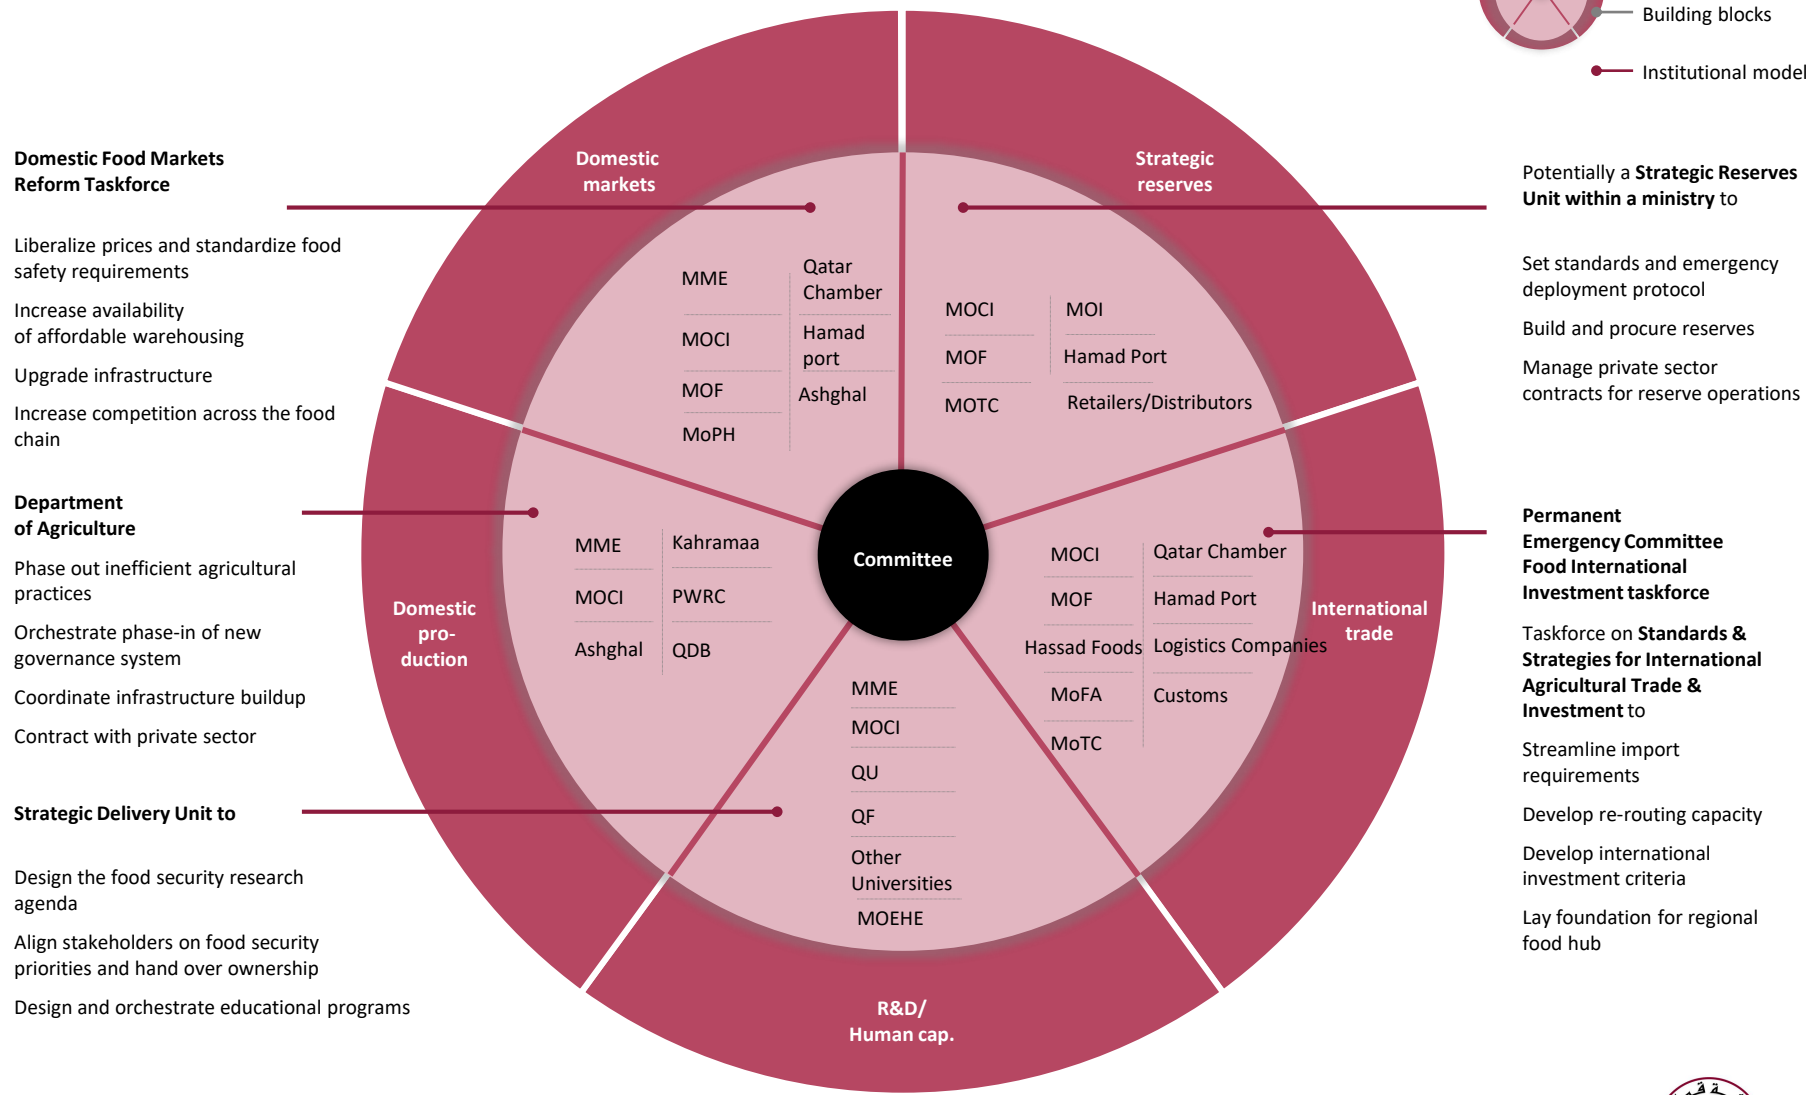 Building blocks
Institutional model
Domestic Food Markets
Reform Taskforce
Liberalize prices and standardize food
safety requirements
Increase availability
of affordable warehousing
Upgrade infrastructure
Increase competition across the food
chain
Department
of Agriculture
Phase out inefficient agricultural
practices
Orchestrate phase-in of new
governance system
Coordinate infrastructure buildup
Contract with private sector
Strategic Delivery Unit to
Design the food security research
agenda
Align stakeholders on food security
priorities and hand over ownership
Design and orchestrate educational programs
Domestic
markets
MME
MOCI
MOF
MoPH
Qatar
Chamber
Hamad
port
Ashghal
Strategic
reserves
MOCI
MOF
MOTC
MOI
Hamad Port
Retailers/Distributors
Domestic
pro-
duction
MME
MOCI
Ashghal
Kahramaa
PWRC
QDB
Committee
International
trade
MOCI
MOF
Hassad Foods
MoFA
MoTC
Qatar Chamber
Hamad Port
Logistics Companies
Customs
MME
MOCI
QU
QF
Other
Universities
MOEHE
R&D/
Human cap.
Potentially a Strategic Reserves
Unit within a ministry to
Set standards and emergency
deployment protocol
Build and procure reserves
Manage private sector
contracts for reserve operations
Permanent
Emergency Committee
Food International
Investment taskforce
Taskforce on Standards &
Strategies for International
Agricultural Trade &
Investment to
Streamline import
requirements
Develop re-routing capacity
Develop international
investment criteria
Lay foundation for regional
food hub